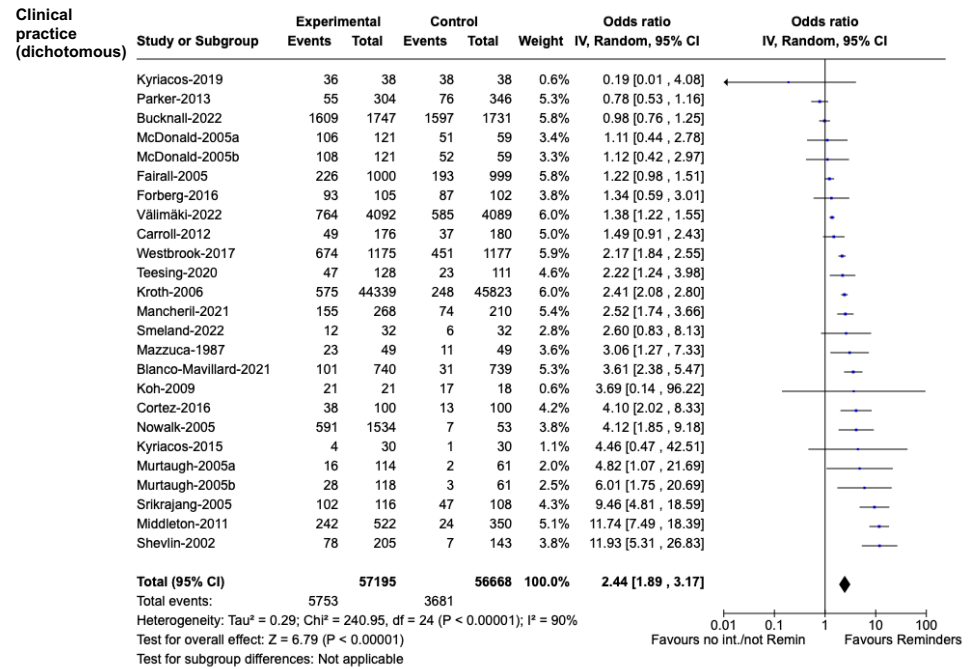 Clinical
practice
(dichotomous)
Experimental Control Odds ratio Odds ratio
Study or Subgroup Events Total Events Total Weight IV, Random, 95% CI IV, Random, 95% CI
Kyriacos-2019 36 38 38 38 0.6% 0.19 [0.01 , 4.08]
Parker-2013 55 304 76 346 5.3% 0.78 [0.53 , 1.16]
Bucknall-2022 1609 1747 1597 1731 5.8% 0.98 [0.76 , 1.25]
McDonald-2005a 106 121 51 59 3.4% 1.11 [0.44 , 2.78]
McDonald-2005b 108 121 52 59 3.3% 1.12 [0.42 , 2.97]
Fairall-2005 226 1000 193 999 5.8% 1.22 [0.98 , 1.51]
Forberg-2016 93 105 87 102 3.8% 1.34 [0.59 , 3.01]
Välimäki-2022 764 4092 585 4089 6.0% 1.38 [1.22 , 1.55]
Carroll-2012 49 176 37 180 5.0% 1.49 [0.91 , 2.43]
Westbrook-2017 674 1175 451 1177 5.9% 2.17 [1.84 , 2.55]
Teesing-2020 47 128 23 111 4.6% 2.22 [1.24 , 3.98]
Kroth-2006 575 44339 248 45823 6.0% 2.41 [2.08 , 2.80]
Mancheril-2021 155 268 74 210 5.4% 2.52 [1.74 , 3.66]
Smeland-2022 12 32 6 32 2.8% 2.60 [0.83 , 8.13]
Mazzuca-1987 23 49 11 49 3.6% 3.06 [1.27 , 7.33]
Blanco-Mavillard-2021 101 740 31 739 5.2% 3.61 [2.38 , 5.47]
Koh-2009 21 21 17 18 0.6% 3.69 [0.14 , 96.22]
Cortez-2016 38 100 13 100 4.2% 4.10 [2.02 , 8.33]
Nowalk-2005 591 1534 7 53 3.8% 4.12 [1.85 , 9.18]
Kyriacos-2015 4 30 1 30 1.1% 4.46 [0.47 , 42.51]
Murtaugh-2005a 16 114 2 61 2.0% 4.82 [1.07 , 21.69]
Murtaugh-2005b 28 118 3 61 2.6% 6.01 [1.75 , 20.69]
Srikrajang-2005 102 116 47 108 4.3% 9.46 [4.81 , 18.59]
Middleton-2011 242 522 24 350 5.1% 11.74 [7.49 , 18.39]
Shevlin-2002 78 205 7 143 3.8% 11.93 [5.31 , 26.83]
Total (95% CI) 57195 56668 100.0% 2.44 [1.89 , 3.17]
Total events: 5753 3681
Heterogeneity: Tau² = 0.29; Chi² = 240.95, df = 24 (P < 0.00001); I² = 90%
Test for overall effect: Z = 6.79 (P < 0.00001)
Test for subgroup differences: Not applicable
0.01 0.1 1 10 100
Favours no int./not Remin Favours Reminders